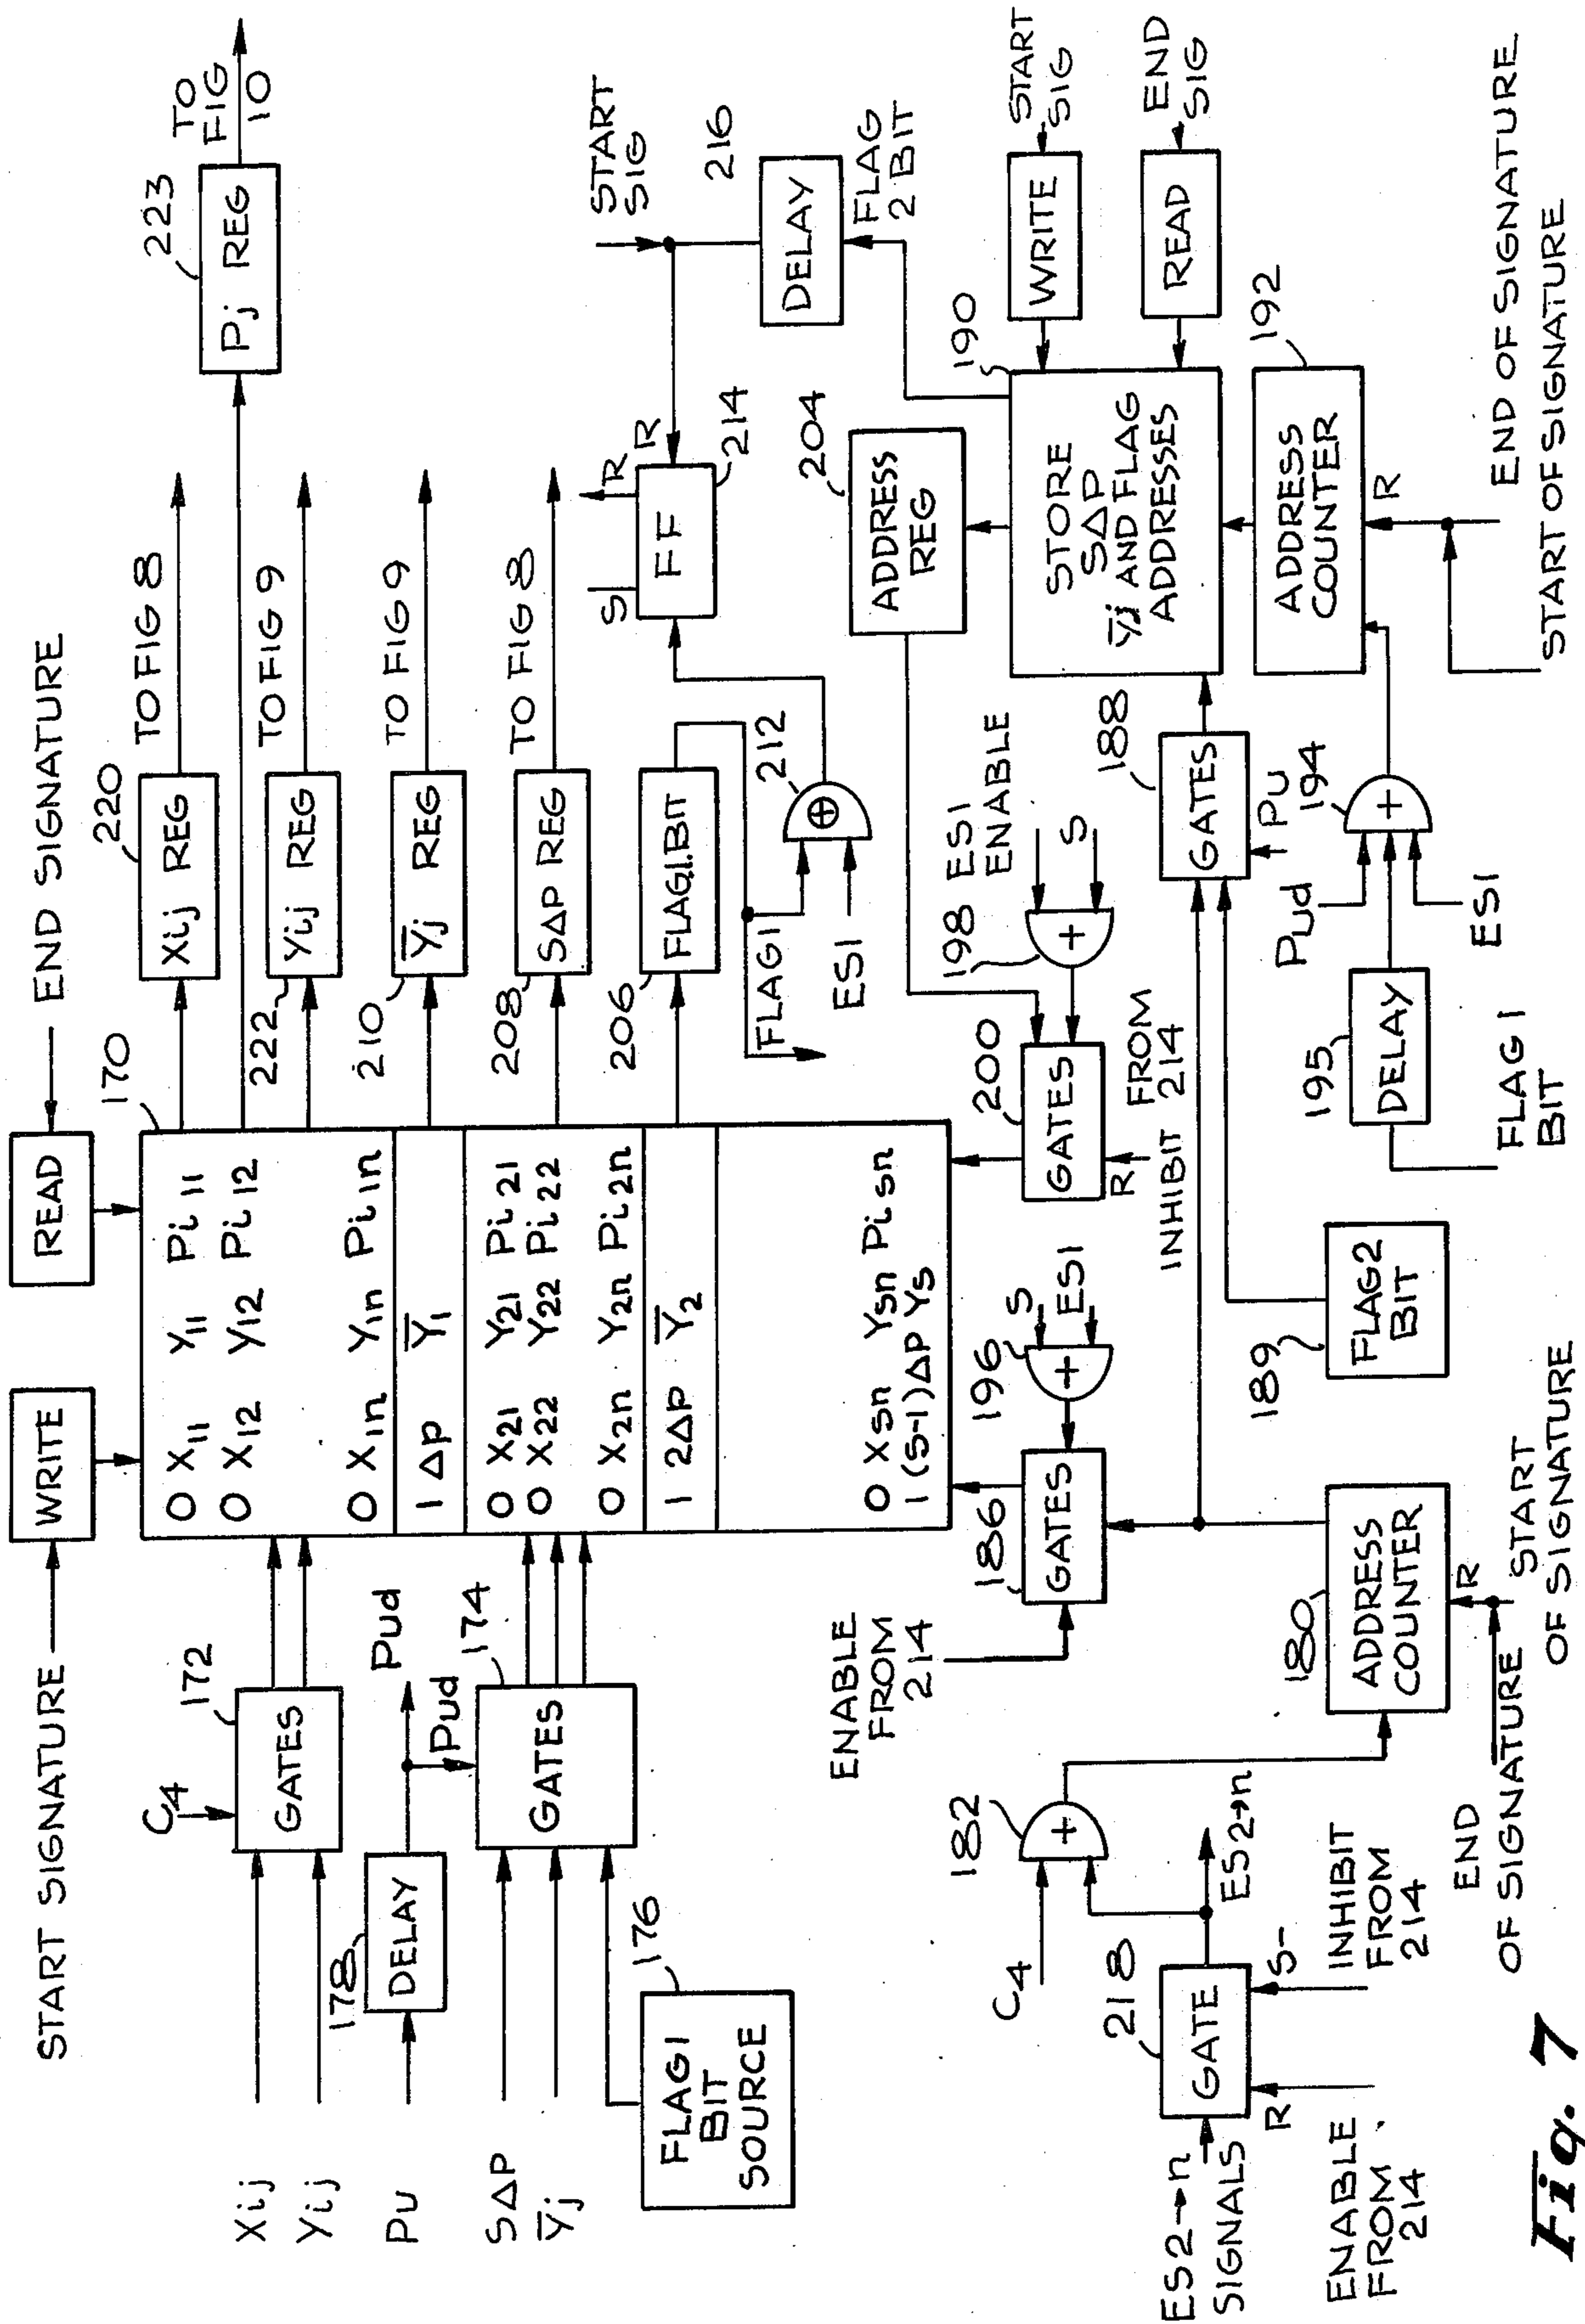 START SIGNATURE
END SIGNATURE
WRITE
READ
170
C4
172
GATES
Xij
Yij
O X11 Y11 Pi 11
O X12 Y12 Pi 12
O X1n Y1n Pi 1n
1 ΔP Y̅1
O X21 Y21 Pi 21
O X22 Y22 Pi 22
O X2n Y2n Pi 2n
1 2ΔP Y̅2
O Xsn Ysn Pi sn
1 (S-1)ΔP Ys
220
Xij REG
TO FIG 8
223
Pj REG
TO
FIG
10
222
Yij REG
TO FIG 9
210
Y̅j REG
TO FIG 9
208
SΔP REG
TO FIG 8
206
FLAG1.BIT
FLAG1
ESI
212
⊕
Pu
178
DELAY
Pud
Pud
174
GATES
SΔP
Y̅j
176
FLAG1
BIT
SOURCE
S
FF
R
R
214
START
SIG
216
DELAY
FLAG
2 BIT
204
ADDRESS
REG
190
STORE
SΔP
Y̅j AND FLAG
ADDRESSES
WRITE
START
SIG
READ
END
SIG
192
ADDRESS
COUNTER
R
END OF SIGNATURE
START OF SIGNATURE
ENABLE
FROM
214
186
GATES
196
+
S
ESI
200
GATES
R
INHIBIT FROM
214
198
ESI
ENABLE
S
+
188
GATES
Pu
194
+
Pud
ESI
195
DELAY
FLAG 1
BIT
189
FLAG2
BIT
180
ADDRESS
COUNTER
R
START
OF SIGNATURE
END
OF SIGNATURE
182
+
C4
ES2→n
218
GATE
ES2→n
SIGNALS
R
S-
ENABLE
FROM
214
INHIBIT
FROM
214
Fig. 7